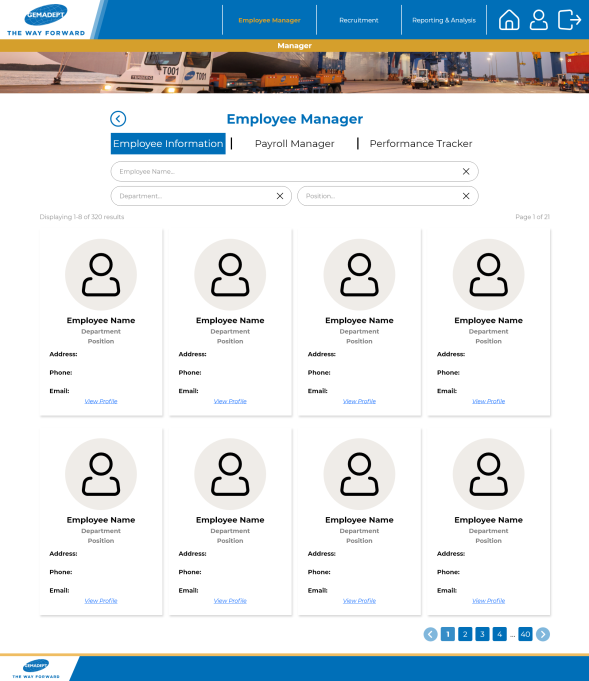 GEMADEPT
THE WAY FORWARD
Employee Manager
Recruitment
Reporting & Analysis
Manager
T001
T001
Employee Manager
Employee Information
Payroll Manager
Performance Tracker
Employee Name...
Department...
Position...
Displaying 1-8 of 320 results
Page 1 of 21
Employee Name
Department
Position
Address:
Phone:
Email:
View Profile
Employee Name
Department
Position
Address:
Phone:
Email:
View Profile
Employee Name
Department
Position
Address:
Phone:
Email:
View Profile
Employee Name
Department
Position
Address:
Phone:
Email:
View Profile
Employee Name
Department
Position
Address:
Phone:
Email:
View Profile
Employee Name
Department
Position
Address:
Phone:
Email:
View Profile
Employee Name
Department
Position
Address:
Phone:
Email:
View Profile
Employee Name
Department
Position
Address:
Phone:
Email:
View Profile
1 2 3 4 ... 40
GEMADEPT
THE WAY FORWARD